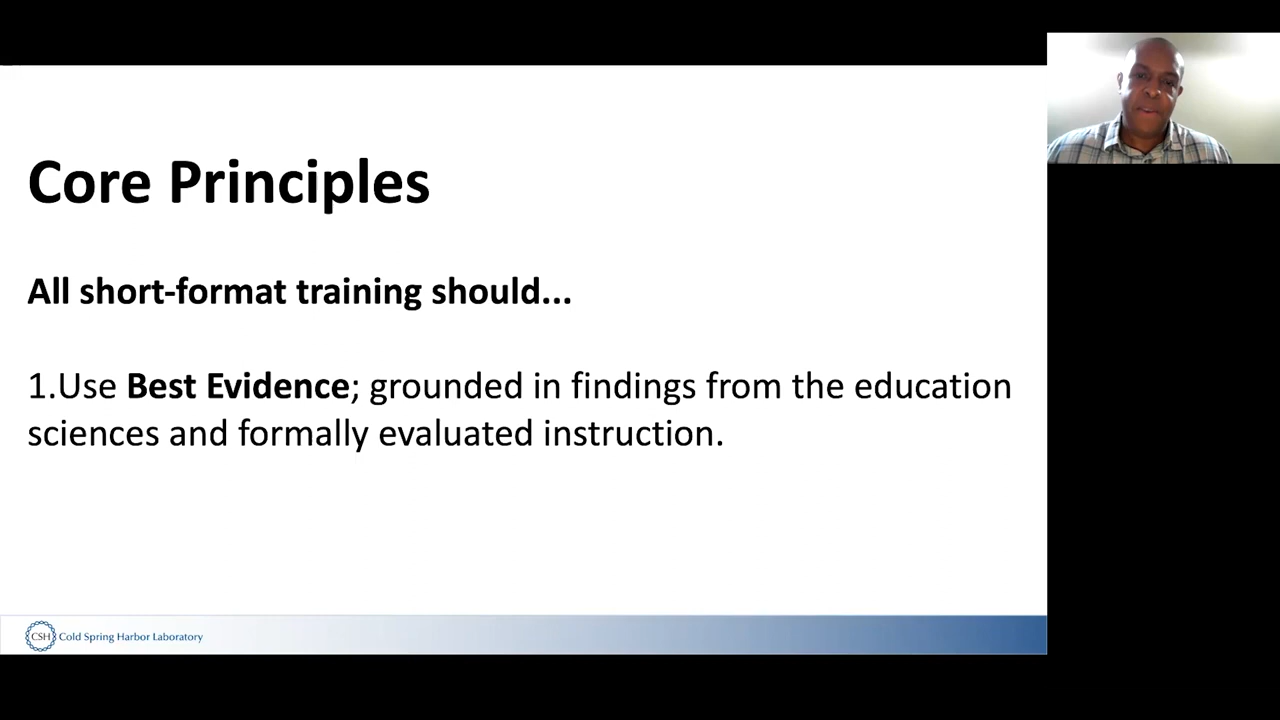 Core Principles
All short-format training should...
1.Use Best Evidence; grounded in findings from the education
sciences and formally evaluated instruction.
CSH Cold Spring Harbor Laboratory